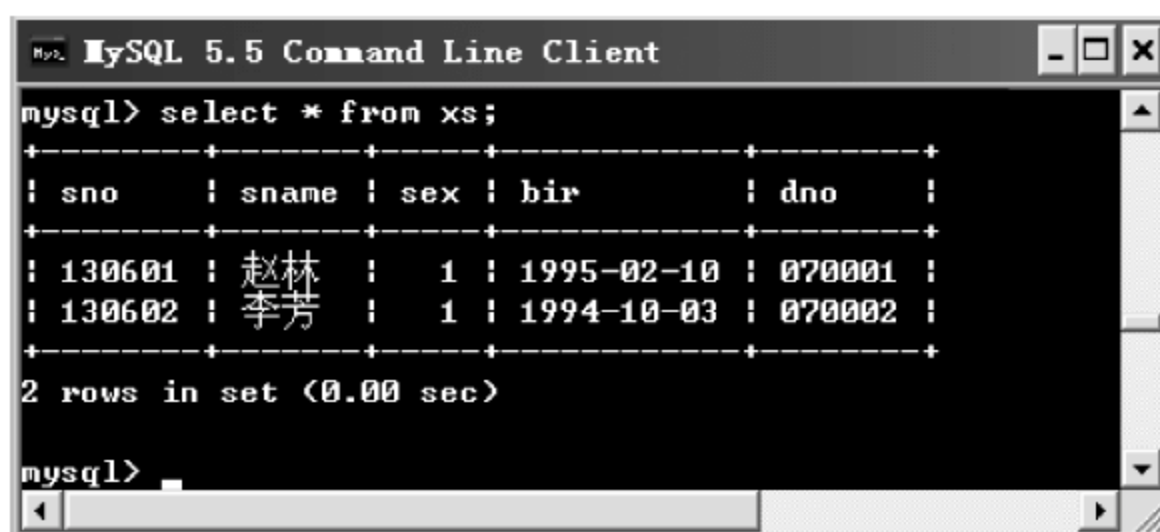 MySQL 5.5 Command Line Client
mysql> select * from xs;
+--------+-------+-----+------------+--------+
| sno    | sname | sex | bir        | dno    |
+--------+-------+-----+------------+--------+
| 130601 | 赵林  |   1 | 1995-02-10 | 070001 |
| 130602 | 李芳  |   1 | 1994-10-03 | 070002 |
+--------+-------+-----+------------+--------+
2 rows in set (0.00 sec)
mysql>